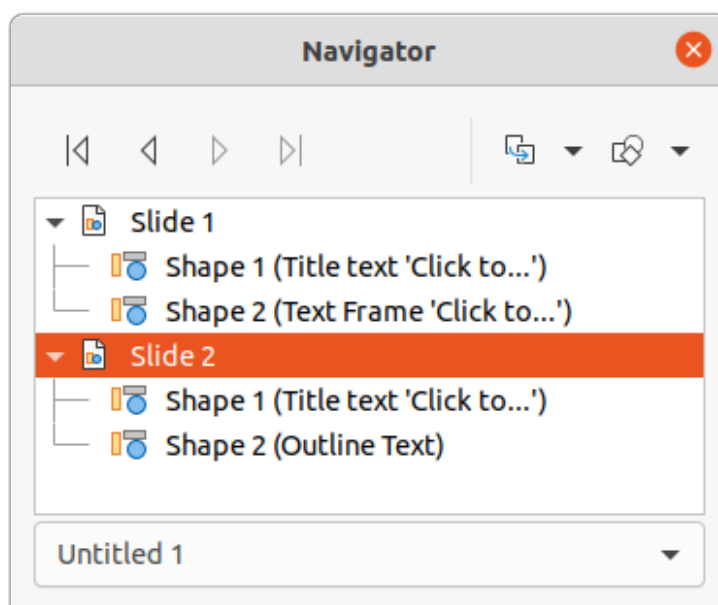 Navigator
Slide 1
Shape 1 (Title text 'Click to...')
Shape 2 (Text Frame 'Click to...')
Slide 2
Shape 1 (Title text 'Click to...')
Shape 2 (Outline Text)
Untitled 1